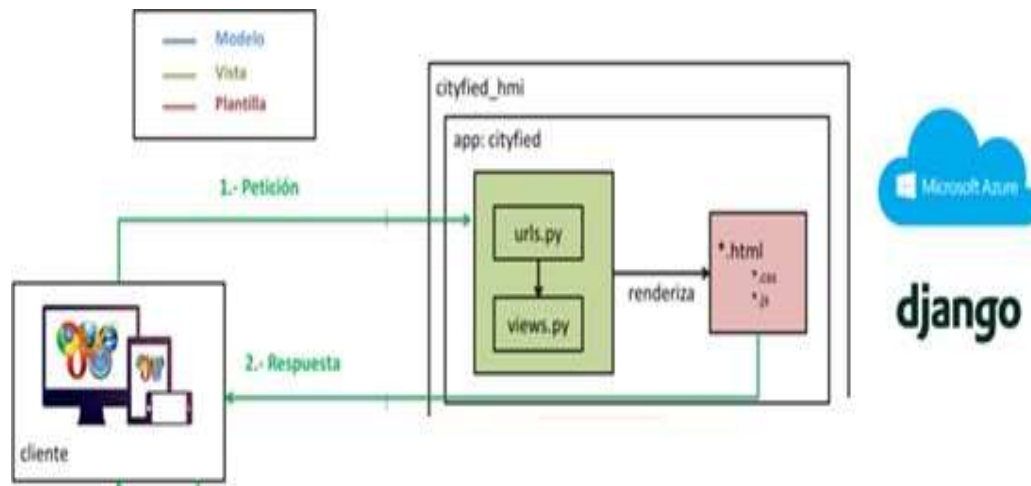 Modelo
Vista
Plantilla
cityfied_hmi
app: cityfied
1.- Petición
urls.py
views.py
renderiza
*.html
*.css
*.js
2.- Respuesta
cliente
Microsoft Azure
django